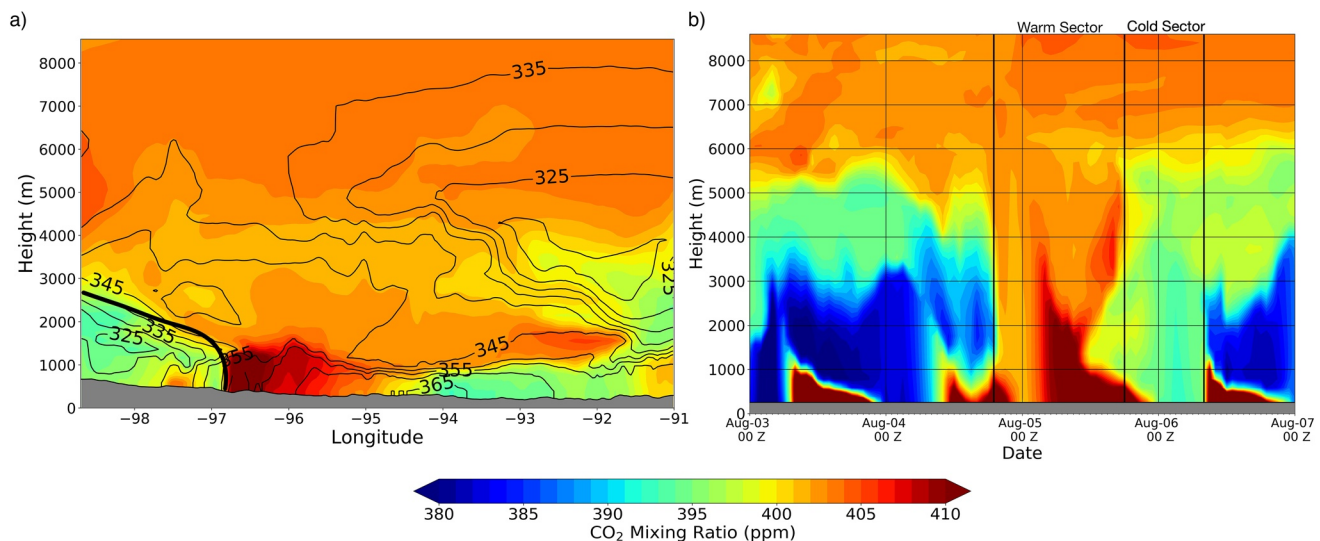 a)
8000
7000
6000
5000
4000
3000
2000
1000
0
Height (m)
335
325
325
345
335
325
355
345
355
365
−98
−97
−96
−95
−94
−93
−92
−91
Longitude
b)
Warm Sector
Cold Sector
8000
7000
6000
5000
4000
3000
2000
1000
0
Height (m)
Aug-03
00 Z
Aug-04
00 Z
Aug-05
00 Z
Aug-06
00 Z
Aug-07
00 Z
Date
380
385
390
395
400
405
410
CO₂ Mixing Ratio (ppm)